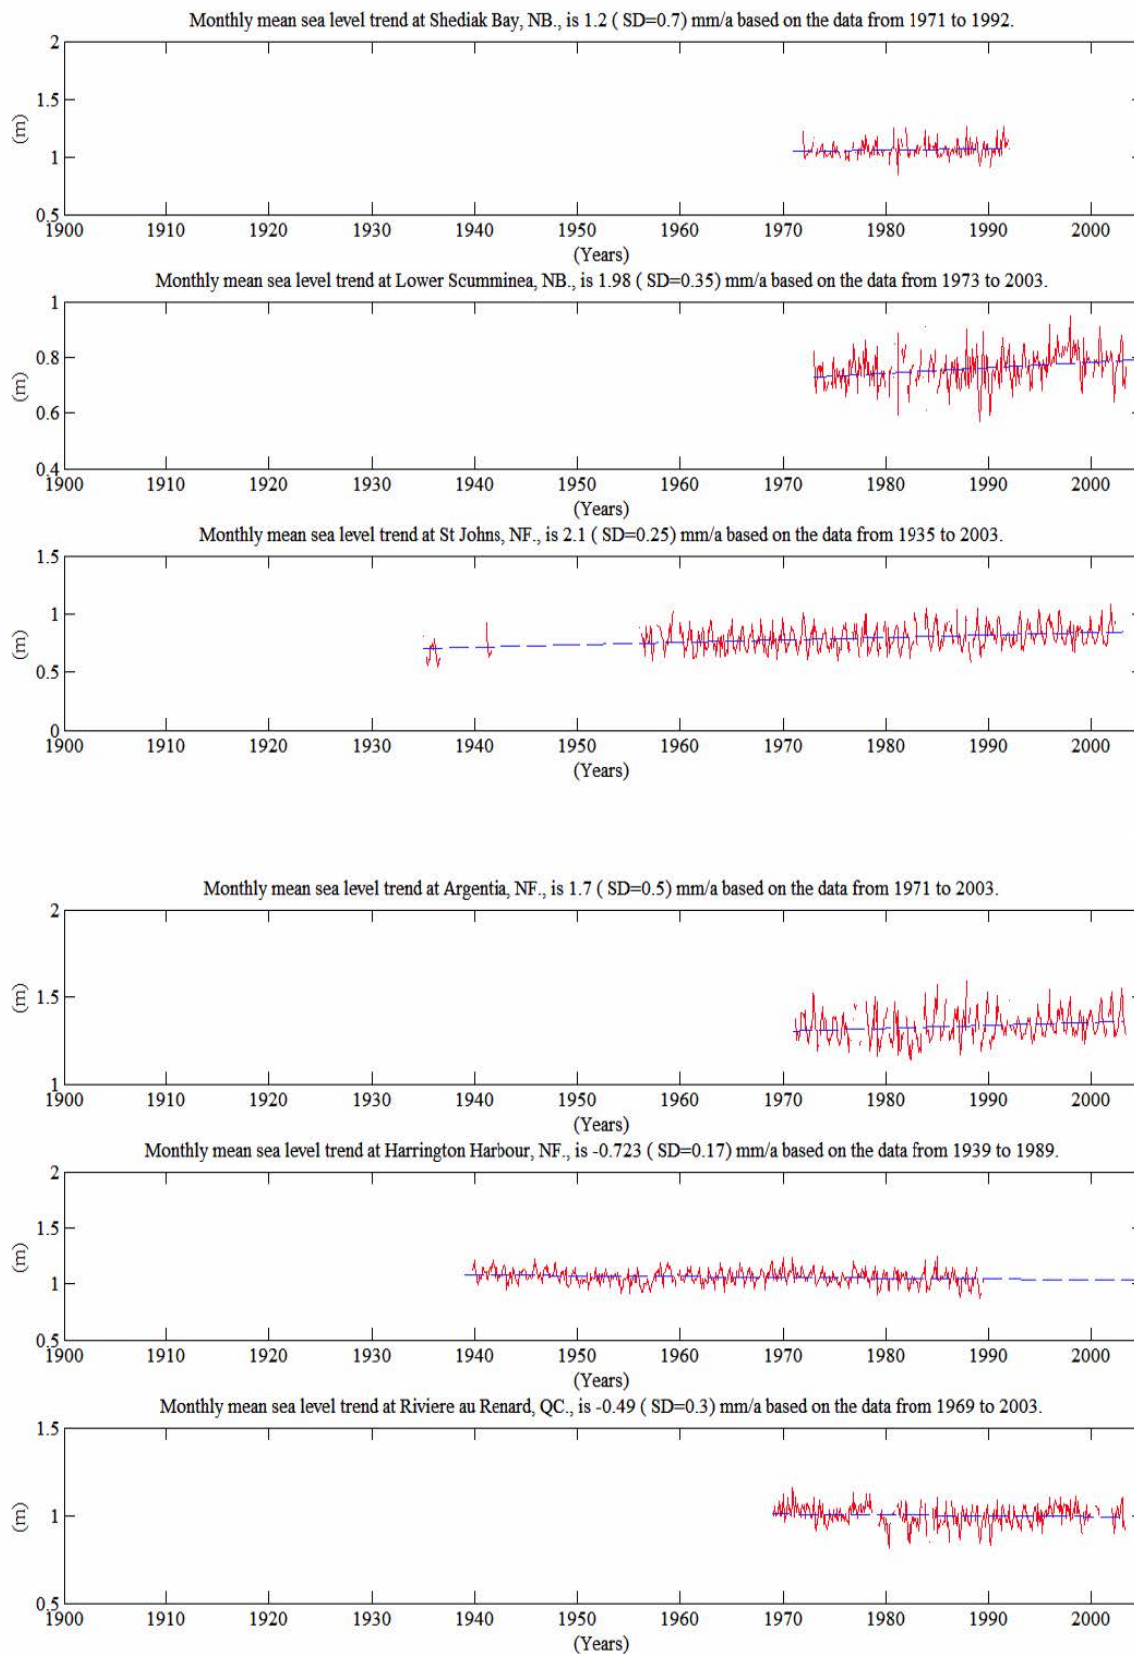 Monthly mean sea level trend at Shediak Bay, NB., is 1.2 ( SD=0.7) mm/a based on the data from 1971 to 1992.
2
1.5
1
0.5
(m)
1900 1910 1920 1930 1940 1950 1960 1970 1980 1990 2000
(Years)
Monthly mean sea level trend at Lower Scumminea, NB., is 1.98 ( SD=0.35) mm/a based on the data from 1973 to 2003.
1
0.8
0.6
0.4
(m)
1900 1910 1920 1930 1940 1950 1960 1970 1980 1990 2000
(Years)
Monthly mean sea level trend at St Johns, NF., is 2.1 ( SD=0.25) mm/a based on the data from 1935 to 2003.
1.5
1
0.5
0
(m)
1900 1910 1920 1930 1940 1950 1960 1970 1980 1990 2000
(Years)
Monthly mean sea level trend at Argentia, NF., is 1.7 ( SD=0.5) mm/a based on the data from 1971 to 2003.
2
1.5
1
(m)
1900 1910 1920 1930 1940 1950 1960 1970 1980 1990 2000
(Years)
Monthly mean sea level trend at Harrington Harbour, NF., is -0.723 ( SD=0.17) mm/a based on the data from 1939 to 1989.
2
1.5
1
0.5
(m)
1900 1910 1920 1930 1940 1950 1960 1970 1980 1990 2000
(Years)
Monthly mean sea level trend at Riviere au Renard, QC., is -0.49 ( SD=0.3) mm/a based on the data from 1969 to 2003.
1.5
1
0.5
(m)
1900 1910 1920 1930 1940 1950 1960 1970 1980 1990 2000
(Years)